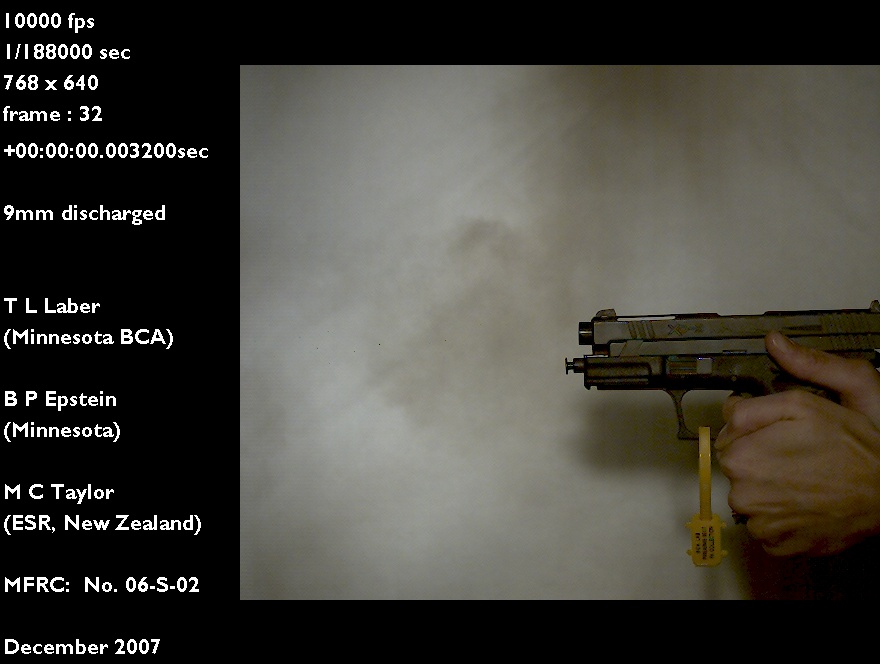 10000 fps
1/188000 sec
768 x 640
frame : 32
+00:00:00.003200sec
9mm discharged
T L Laber
(Minnesota BCA)
B P Epstein
(Minnesota)
M C Taylor
(ESR, New Zealand)
MFRC:  No. 06-S-02
December 2007